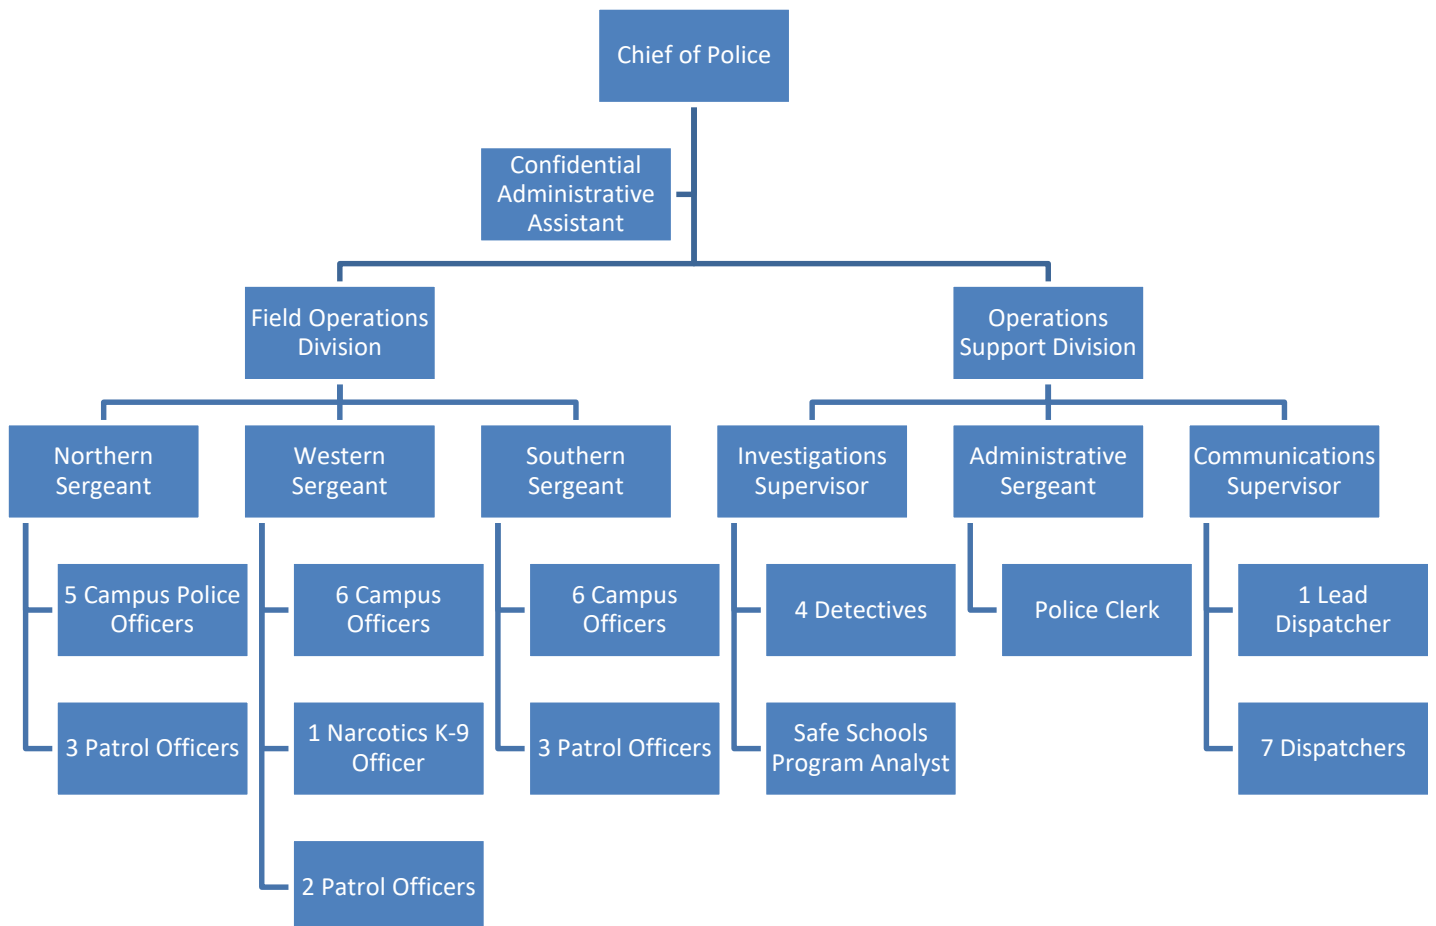 Chief of Police
Confidential
Administrative
Assistant
Field Operations
Division
Operations
Support Division
Northern
Sergeant
Western
Sergeant
Southern
Sergeant
Investigations
Supervisor
Administrative
Sergeant
Communications
Supervisor
5 Campus Police
Officers
6 Campus
Officers
6 Campus
Officers
4 Detectives
Police Clerk
1 Lead
Dispatcher
3 Patrol Officers
1 Narcotics K-9
Officer
3 Patrol Officers
Safe Schools
Program Analyst
7 Dispatchers
2 Patrol Officers